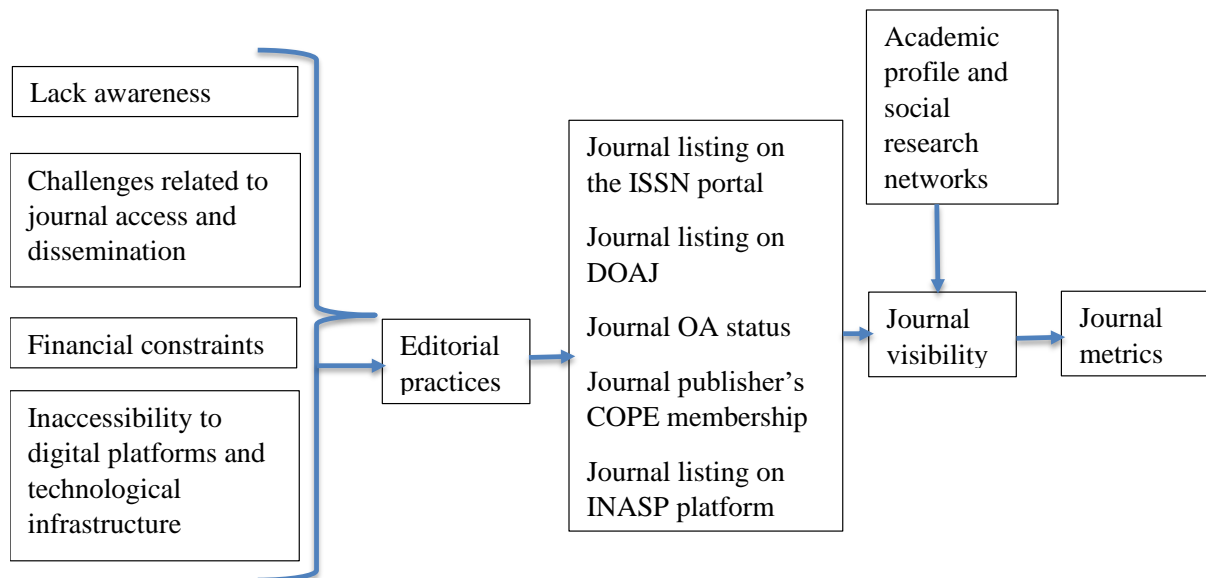 Lack awareness
Challenges related to
journal access and
dissemination
Financial constraints
Inaccessibility to
digital platforms and
technological
infrastructure
Editorial
practices
Journal listing on
the ISSN portal
Journal listing on
DOAJ
Journal OA status
Journal publisher’s
COPE membership
Journal listing on
INASP platform
Academic
profile and
social
research
networks
Journal
visibility
Journal
metrics